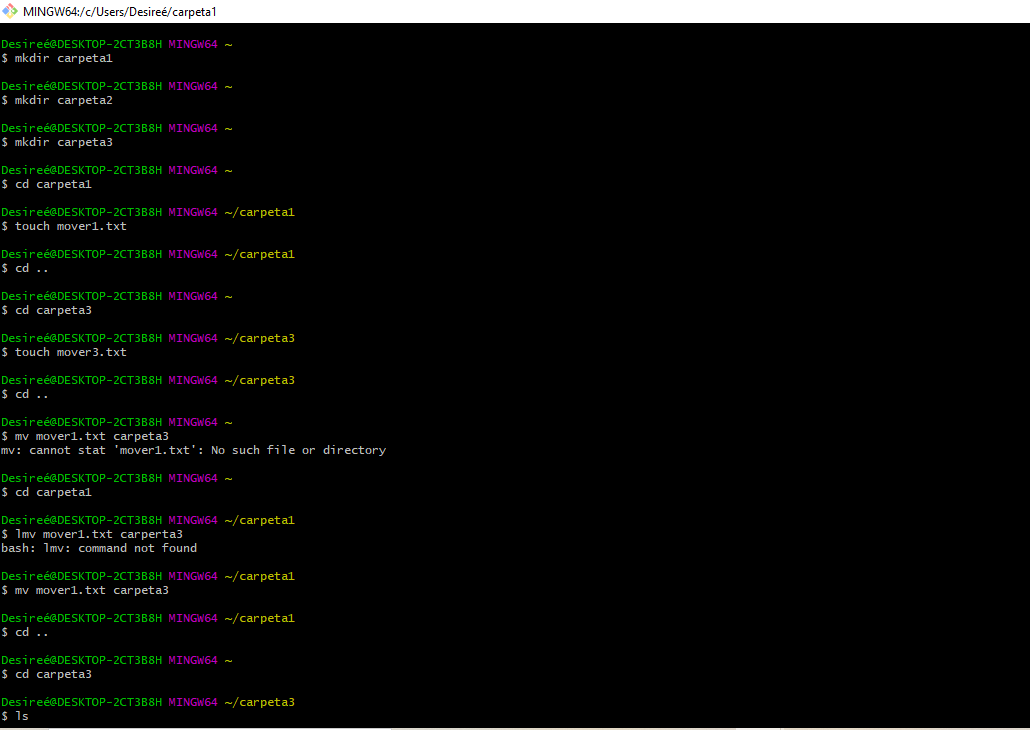 MINGW64:/c/Users/Desireé/carpeta1
Desireé@DESKTOP-2CT3B8H MINGW64 ~
$ mkdir carpeta1
Desireé@DESKTOP-2CT3B8H MINGW64 ~
$ mkdir carpeta2
Desireé@DESKTOP-2CT3B8H MINGW64 ~
$ mkdir carpeta3
Desireé@DESKTOP-2CT3B8H MINGW64 ~
$ cd carpeta1
Desireé@DESKTOP-2CT3B8H MINGW64 ~/carpeta1
$ touch mover1.txt
Desireé@DESKTOP-2CT3B8H MINGW64 ~/carpeta1
$ cd ..
Desireé@DESKTOP-2CT3B8H MINGW64 ~
$ cd carpeta3
Desireé@DESKTOP-2CT3B8H MINGW64 ~/carpeta3
$ touch mover3.txt
Desireé@DESKTOP-2CT3B8H MINGW64 ~/carpeta3
$ cd ..
Desireé@DESKTOP-2CT3B8H MINGW64 ~
$ mv mover1.txt carpeta3
mv: cannot stat 'mover1.txt': No such file or directory
Desireé@DESKTOP-2CT3B8H MINGW64 ~
$ cd carpeta1
Desireé@DESKTOP-2CT3B8H MINGW64 ~/carpeta1
$ lmv mover1.txt carperta3
bash: lmv: command not found
Desireé@DESKTOP-2CT3B8H MINGW64 ~/carpeta1
$ mv mover1.txt carpeta3
Desireé@DESKTOP-2CT3B8H MINGW64 ~/carpeta1
$ cd ..
Desireé@DESKTOP-2CT3B8H MINGW64 ~
$ cd carpeta3
Desireé@DESKTOP-2CT3B8H MINGW64 ~/carpeta3
$ ls